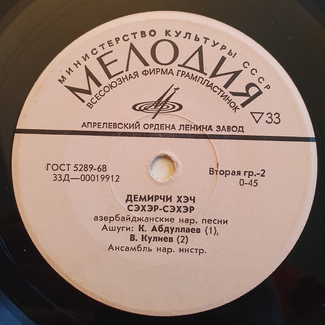 МИНИСТЕРСТВО КУЛЬТУРЫ СССР
МЕЛОДИЯ
ВСЕСОЮЗНАЯ ФИРМА ГРАМПЛАСТИНОК
▽33
АПРЕЛЕВСКИЙ ОРДЕНА ЛЕНИНА ЗАВОД
ГОСТ 5289-68
33Д—00019912
Вторая гр.-2
0-45
ДЕМИРЧИ ХЭЧ
СЭХЭР-СЭХЭР
азербайджанские нар. песни
Ашуги: К. Абдуллаев (1),
В. Кулиев (2)
Ансамбль нар. инстр.